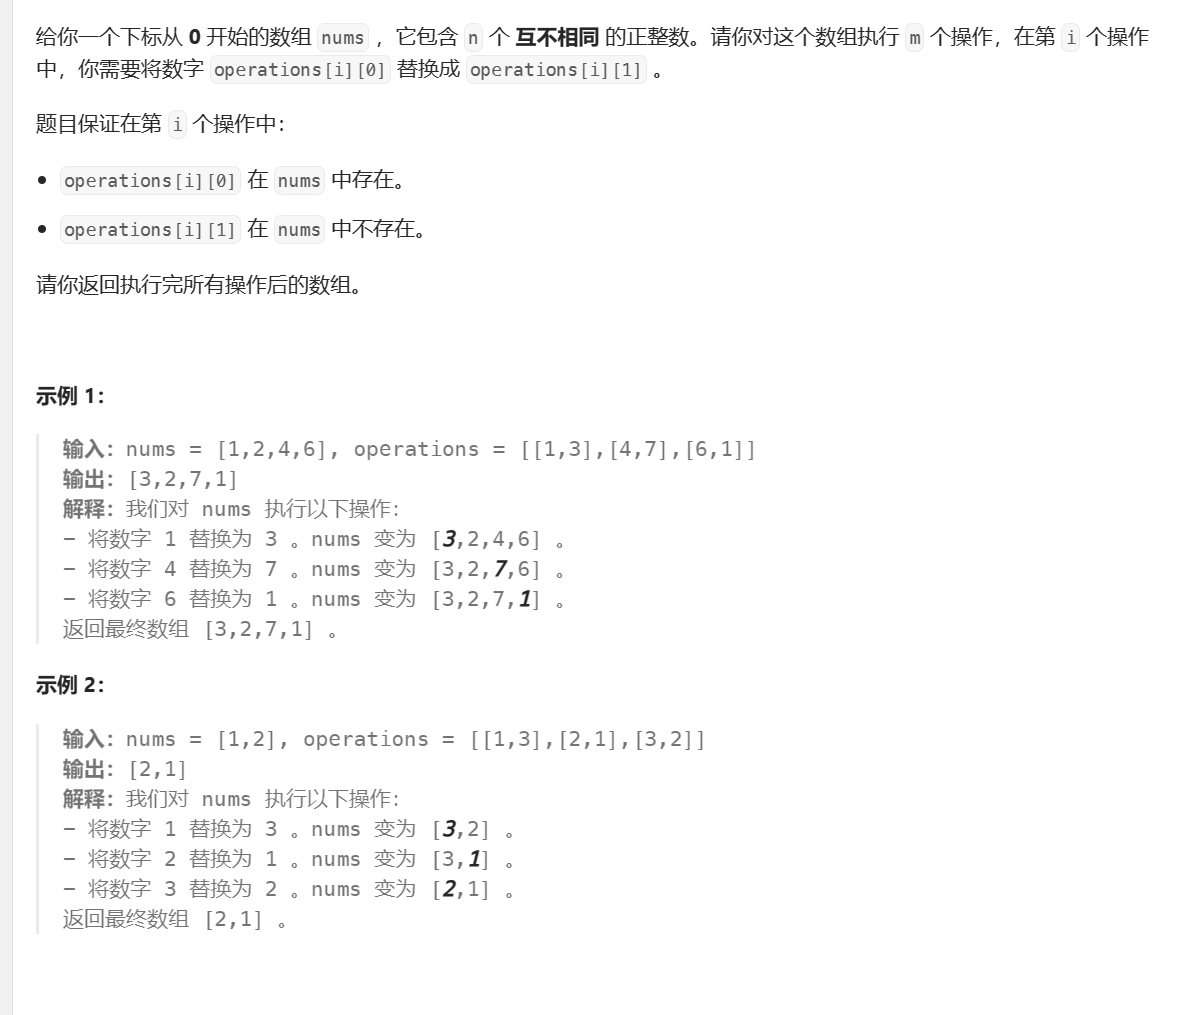 给你一个下标从 0 开始的数组 nums ，它包含 n 个 互不相同 的正整数。请你对这个数组执行 m 个操作，在第 i 个操作
中，你需要将数字 operations[i][0] 替换成 operations[i][1] 。
题目保证在第 i 个操作中：
• operations[i][0] 在 nums 中存在。
• operations[i][1] 在 nums 中不存在。
请你返回执行完所有操作后的数组。
示例 1：
输入：nums = [1,2,4,6], operations = [[1,3],[4,7],[6,1]]
输出：[3,2,7,1]
解释：我们对 nums 执行以下操作：
- 将数字 1 替换为 3 。nums 变为 [3,2,4,6] 。
- 将数字 4 替换为 7 。nums 变为 [3,2,7,6] 。
- 将数字 6 替换为 1 。nums 变为 [3,2,7,1] 。
返回最终数组 [3,2,7,1] 。
示例 2：
输入：nums = [1,2], operations = [[1,3],[2,1],[3,2]]
输出：[2,1]
解释：我们对 nums 执行以下操作：
- 将数字 1 替换为 3 。nums 变为 [3,2] 。
- 将数字 2 替换为 1 。nums 变为 [3,1] 。
- 将数字 3 替换为 2 。nums 变为 [2,1] 。
返回最终数组 [2,1] 。